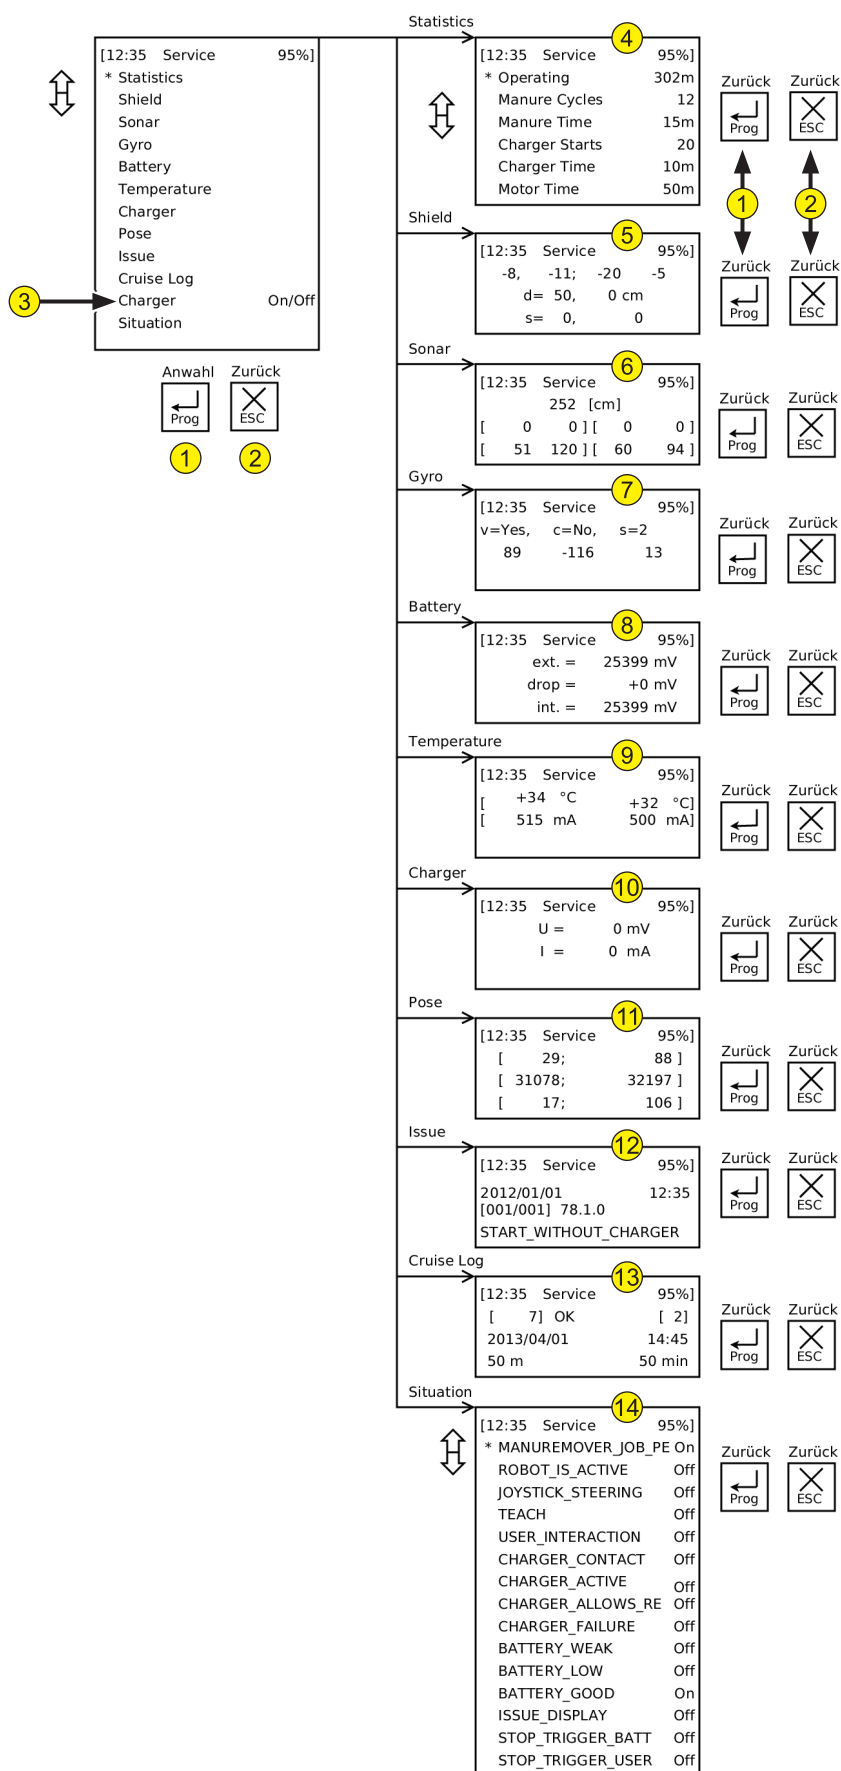 [12:35 Service 95%]
* Statistics
Shield
Sonar
Gyro
Battery
Temperature
Charger
Pose
Issue
Cruise Log
3
Charger On/Off
Situation
Anwahl Zurück
Prog ESC
1 2
Statistics
4
[12:35 Service 95%]
* Operating 302m
Manure Cycles 12
Manure Time 15m
Charger Starts 20
Charger Time 10m
Motor Time 50m
Zurück Zurück
Prog ESC
1 2
Shield
5
[12:35 Service 95%]
-8, -11; -20 -5
d= 50, 0 cm
s= 0, 0
Zurück Zurück
Prog ESC
Sonar
6
[12:35 Service 95%]
252 [cm]
[ 0 0 ] [ 0 0 ]
[ 51 120 ] [ 60 94 ]
Zurück Zurück
Prog ESC
Gyro
7
[12:35 Service 95%]
v=Yes, c=No, s=2
89 -116 13
Zurück Zurück
Prog ESC
Battery
8
[12:35 Service 95%]
ext. = 25399 mV
drop = +0 mV
int. = 25399 mV
Zurück Zurück
Prog ESC
Temperature
9
[12:35 Service 95%]
[ +34 °C +32 °C]
[ 515 mA 500 mA]
Zurück Zurück
Prog ESC
Charger
10
[12:35 Service 95%]
U = 0 mV
I = 0 mA
Zurück Zurück
Prog ESC
Pose
11
[12:35 Service 95%]
[ 29; 88 ]
[ 31078; 32197 ]
[ 17; 106 ]
Zurück Zurück
Prog ESC
Issue
12
[12:35 Service 95%]
2012/01/01 12:35
[001/001] 78.1.0
START_WITHOUT_CHARGER
Zurück Zurück
Prog ESC
Cruise Log
13
[12:35 Service 95%]
[ 7] OK [ 2]
2013/04/01 14:45
50 m 50 min
Zurück Zurück
Prog ESC
Situation
14
[12:35 Service 95%]
* MANUREMOVER_JOB_PE On
ROBOT_IS_ACTIVE Off
JOYSTICK_STEERING Off
TEACH Off
USER_INTERACTION Off
CHARGER_CONTACT Off
CHARGER_ACTIVE Off
CHARGER_ALLOWS_RE Off
CHARGER_FAILURE Off
BATTERY_WEAK Off
BATTERY_LOW Off
BATTERY_GOOD On
ISSUE_DISPLAY Off
STOP_TRIGGER_BATT Off
STOP_TRIGGER_USER Off
Zurück Zurück
Prog ESC